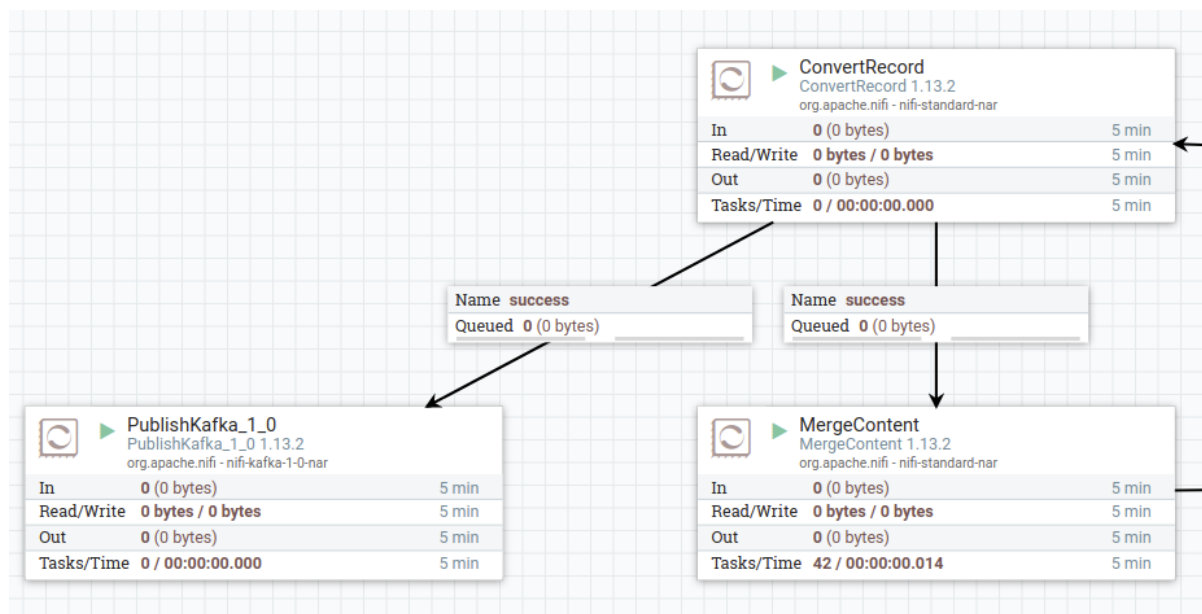 ConvertRecord
ConvertRecord 1.13.2
org.apache.nifi - nifi-standard-nar
In 0 (0 bytes) 5 min
Read/Write 0 bytes / 0 bytes 5 min
Out 0 (0 bytes) 5 min
Tasks/Time 0 / 00:00:00.000 5 min
Name success
Queued 0 (0 bytes)
Name success
Queued 0 (0 bytes)
PublishKafka_1_0
PublishKafka_1_0 1.13.2
org.apache.nifi - nifi-kafka-1-0-nar
In 0 (0 bytes) 5 min
Read/Write 0 bytes / 0 bytes 5 min
Out 0 (0 bytes) 5 min
Tasks/Time 0 / 00:00:00.000 5 min
MergeContent
MergeContent 1.13.2
org.apache.nifi - nifi-standard-nar
In 0 (0 bytes) 5 min
Read/Write 0 bytes / 0 bytes 5 min
Out 0 (0 bytes) 5 min
Tasks/Time 42 / 00:00:00.014 5 min